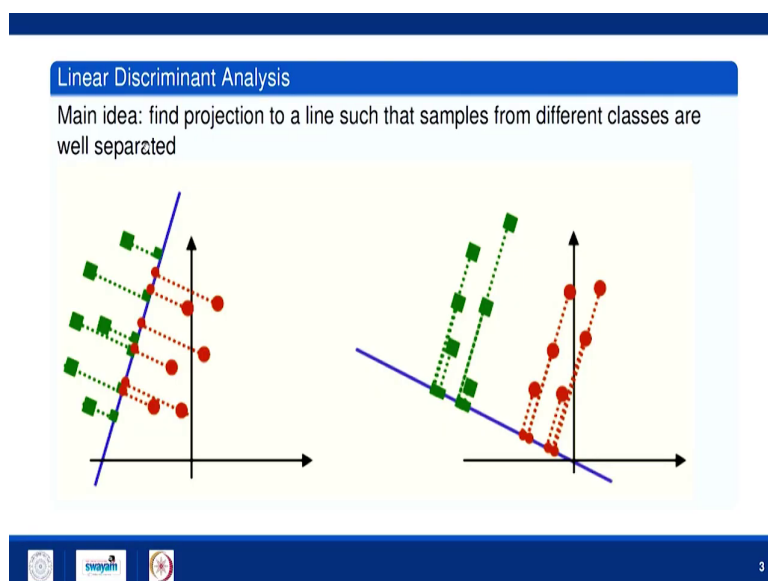 Linear Discriminant Analysis
Main idea: find projection to a line such that samples from different classes are
well separated
swayam
3